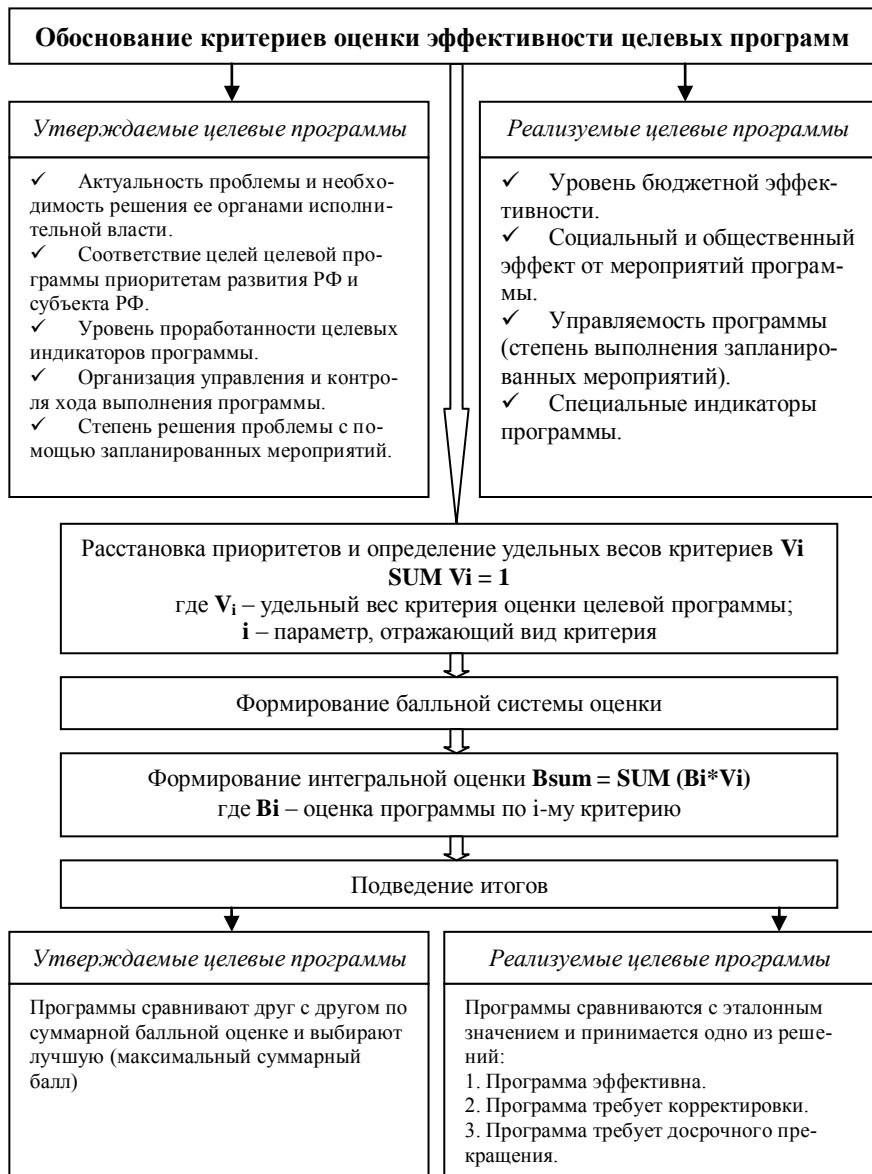 Обоснование критериев оценки эффективности целевых программ
Утверждаемые целевые программы
✓ Актуальность проблемы и необхо-
димость решения ее органами исполни-
тельной власти.
✓ Соответствие целей целевой про-
граммы приоритетам развития РФ и
субъекта РФ.
✓ Уровень проработанности целевых
индикаторов программы.
✓ Организация управления и контро-
ля хода выполнения программы.
✓ Степень решения проблемы с по-
мощью запланированных мероприятий.
Реализуемые целевые программы
✓ Уровень бюджетной эффек-
тивности.
✓ Социальный и общественный
эффект от мероприятий програм-
мы.
✓ Управляемость программы
(степень выполнения запланиро-
ванных мероприятий).
✓ Специальные индикаторы
программы.
Расстановка приоритетов и определение удельных весов критериев Vi
SUM Vi = 1
где Vi – удельный вес критерия оценки целевой программы;
i – параметр, отражающий вид критерия
Формирование балльной системы оценки
Формирование интегральной оценки Bsum = SUM (Bi*Vi)
где Bi – оценка программы по i-му критерию
Подведение итогов
Утверждаемые целевые программы
Программы сравнивают друг с другом по
суммарной балльной оценке и выбирают
лучшую (максимальный суммарный
балл)
Реализуемые целевые программы
Программы сравниваются с эталонным
значением и принимается одно из реше-
ний:
1. Программа эффективна.
2. Программа требует корректировки.
3. Программа требует досрочного пре-
кращения.